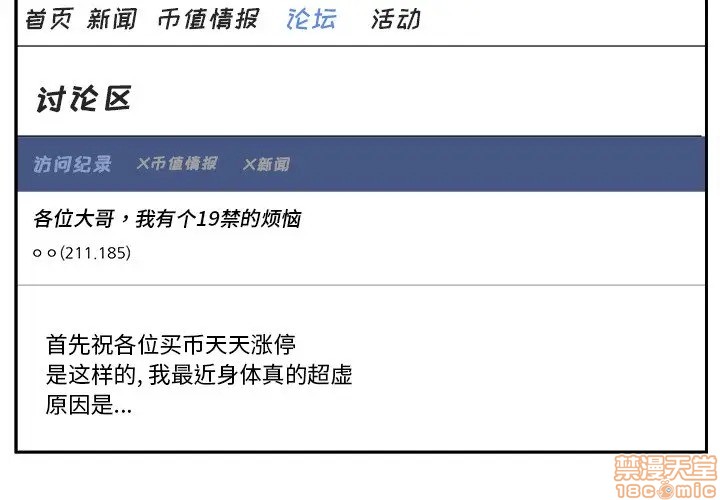 首页 新闻 币值情报 论坛 活动
讨论区
访问纪录 ×币值情报 ×新闻
各位大哥，我有个19禁的烦恼
ㅇㅇ(211.185)
首先祝各位买币天天涨停
是这样的, 我最近身体真的超虚
原因是...
禁漫天堂
18comic